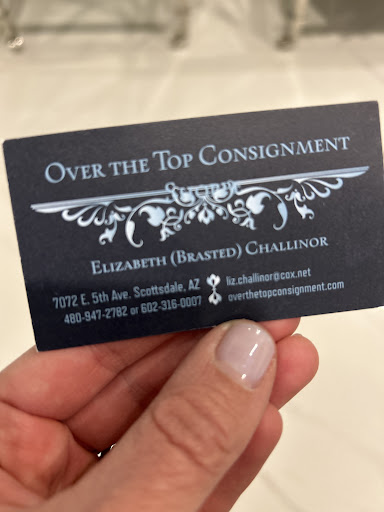 OVER THE TOP CONSIGNMENT
ELIZABETH (BRASTED) CHALLINOR
7072 E. 5th Ave. Scottsdale, AZ
480-947-2782 or 602-316-0007
liz.challinor@cox.net
overthetopconsignment.com